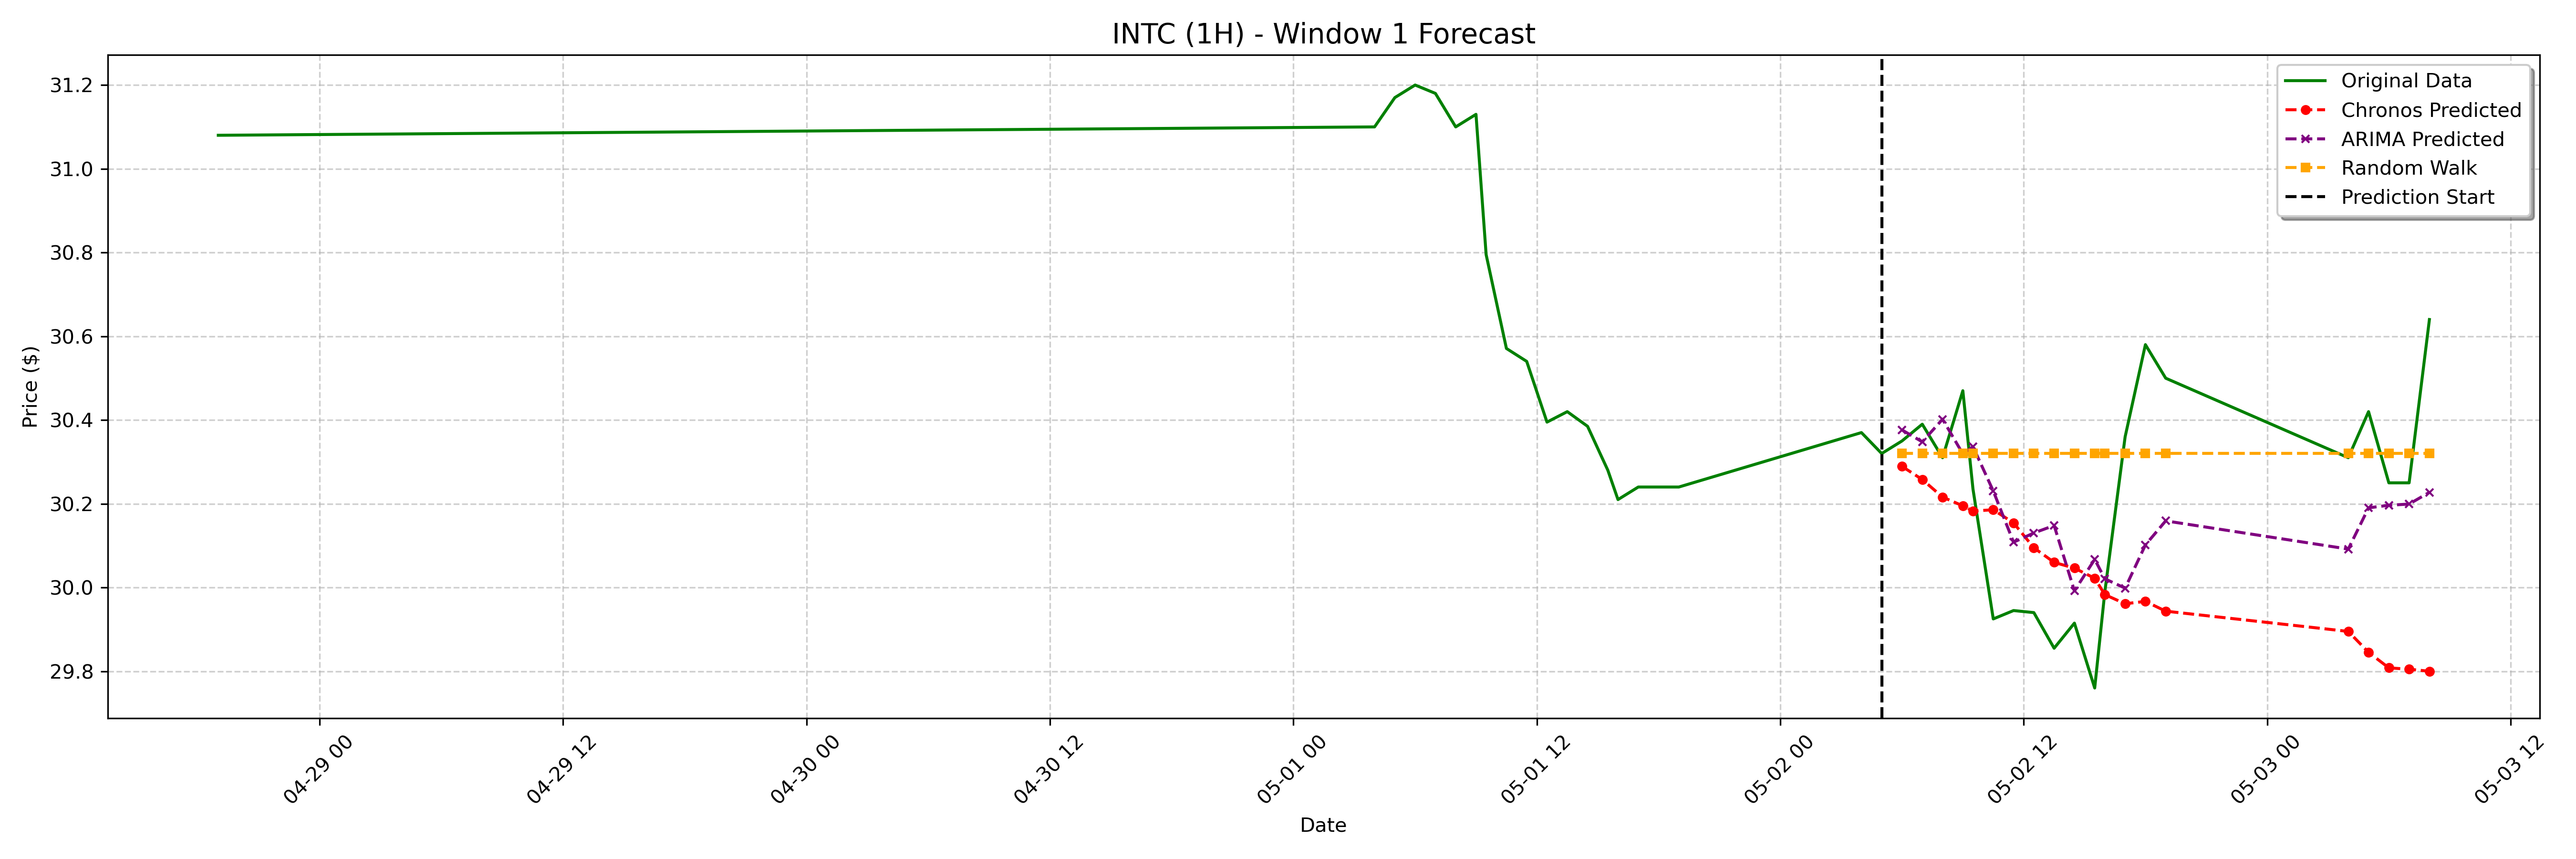 INTC (1H) - Window 1 Forecast
Original Data
Chronos Predicted
ARIMA Predicted
Random Walk
Prediction Start
Price ($)
31.2
31.0
30.8
30.6
30.4
30.2
30.0
29.8
04-29 00
04-29 12
04-30 00
04-30 12
05-01 00
05-01 12
05-02 00
05-02 12
05-03 00
05-03 12
Date